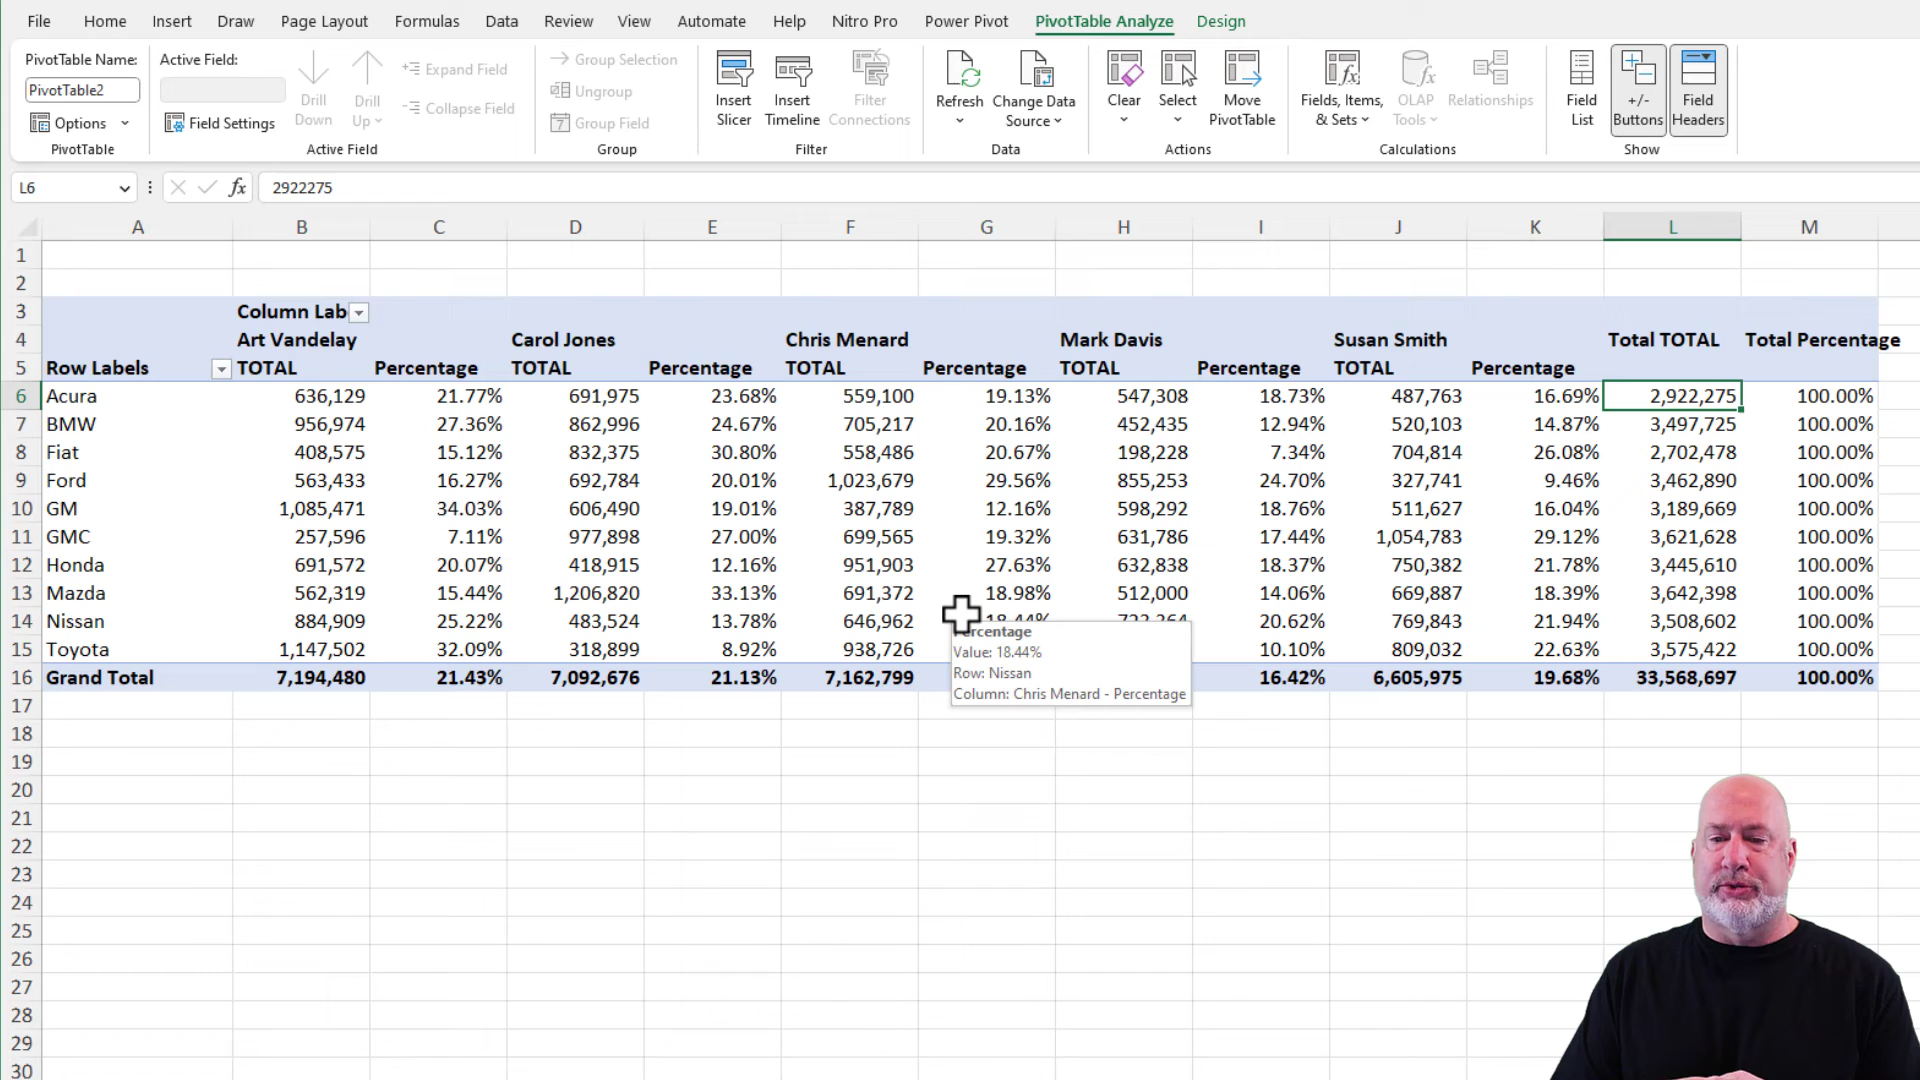 File Home Insert Draw Page Layout Formulas Data Review View Automate Help Nitro Pro Power Pivot PivotTable Analyze Design
PivotTable Name:
PivotTable2
Options
PivotTable
Active Field:
Field Settings
Drill Down
Drill Up
Expand Field
Collapse Field
Active Field
Group Selection
Ungroup
Group Field
Group
Insert Slicer
Insert Timeline
Filter Connections
Filter
Refresh
Change Data Source
Data
Clear
Select
Move PivotTable
Actions
Fields, Items, & Sets
OLAP Tools
Relationships
Calculations
Field List
+/- Buttons
Field Headers
Show
L6 fx 2922275
A B C D E F G H I J K L M
1
2
3 Column Lab
4 Art Vandelay Carol Jones Chris Menard Mark Davis Susan Smith Total TOTAL Total Percentage
5 Row Labels TOTAL Percentage TOTAL Percentage TOTAL Percentage TOTAL Percentage TOTAL Percentage
6 Acura 636,129 21.77% 691,975 23.68% 559,100 19.13% 547,308 18.73% 487,763 16.69% 2,922,275 100.00%
7 BMW 956,974 27.36% 862,996 24.67% 705,217 20.16% 452,435 12.94% 520,103 14.87% 3,497,725 100.00%
8 Fiat 408,575 15.12% 832,375 30.80% 558,486 20.67% 198,228 7.34% 704,814 26.08% 2,702,478 100.00%
9 Ford 563,433 16.27% 692,784 20.01% 1,023,679 29.56% 855,253 24.70% 327,741 9.46% 3,462,890 100.00%
10 GM 1,085,471 34.03% 606,490 19.01% 387,789 12.16% 598,292 18.76% 511,627 16.04% 3,189,669 100.00%
11 GMC 257,596 7.11% 977,898 27.00% 699,565 19.32% 631,786 17.44% 1,054,783 29.12% 3,621,628 100.00%
12 Honda 691,572 20.07% 418,915 12.16% 951,903 27.63% 632,838 18.37% 750,382 21.78% 3,445,610 100.00%
13 Mazda 562,319 15.44% 1,206,820 33.13% 691,372 18.98% 512,000 14.06% 669,887 18.39% 3,642,398 100.00%
14 Nissan 884,909 25.22% 483,524 13.78% 646,962 18.44% 20.62% 769,843 21.94% 3,508,602 100.00%
15 Toyota 1,147,502 32.09% 318,899 8.92% 938,726 10.10% 809,032 22.63% 3,575,422 100.00%
16 Grand Total 7,194,480 21.43% 7,092,676 21.13% 7,162,799 16.42% 6,605,975 19.68% 33,568,697 100.00%
Percentage
Value: 18.44%
Row: Nissan
Column: Chris Menard - Percentage
17
18
19
20
21
22
23
24
25
26
27
28
29
30